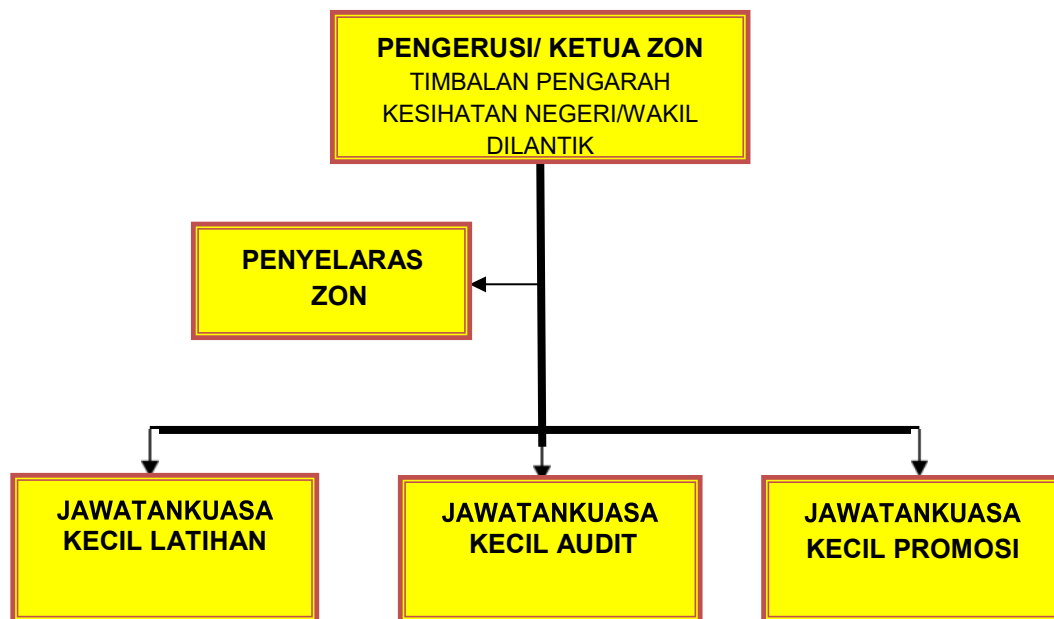 PENGERUSI/ KETUA ZON
TIMBALAN PENGARAH
KESIHATAN NEGERI/WAKIL
DILANTIK
PENYELARAS
ZON
JAWATANKUASA
KECIL LATIHAN
JAWATANKUASA
KECIL AUDIT
JAWATANKUASA
KECIL PROMOSI